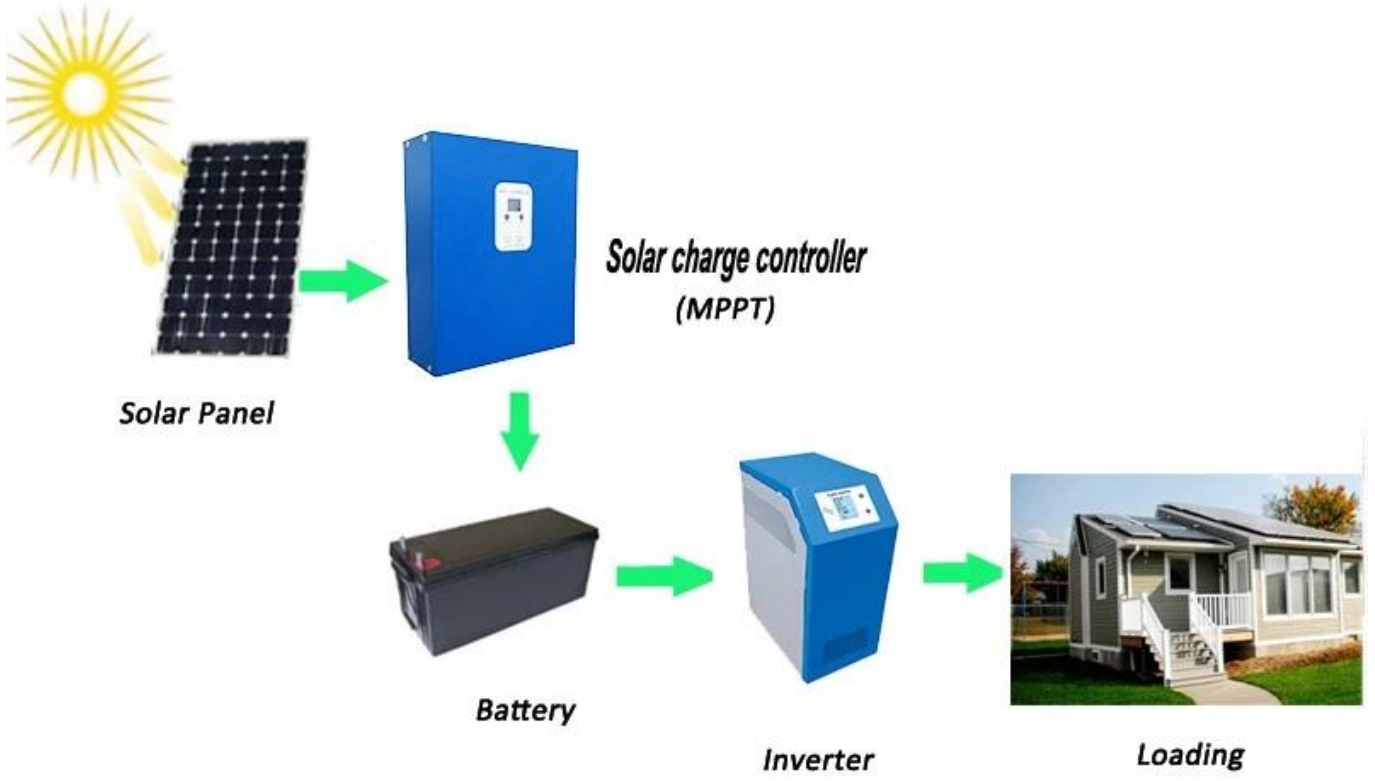 Solar charge controller
(MPPT)
Solar Panel
Battery
Inverter
Loading